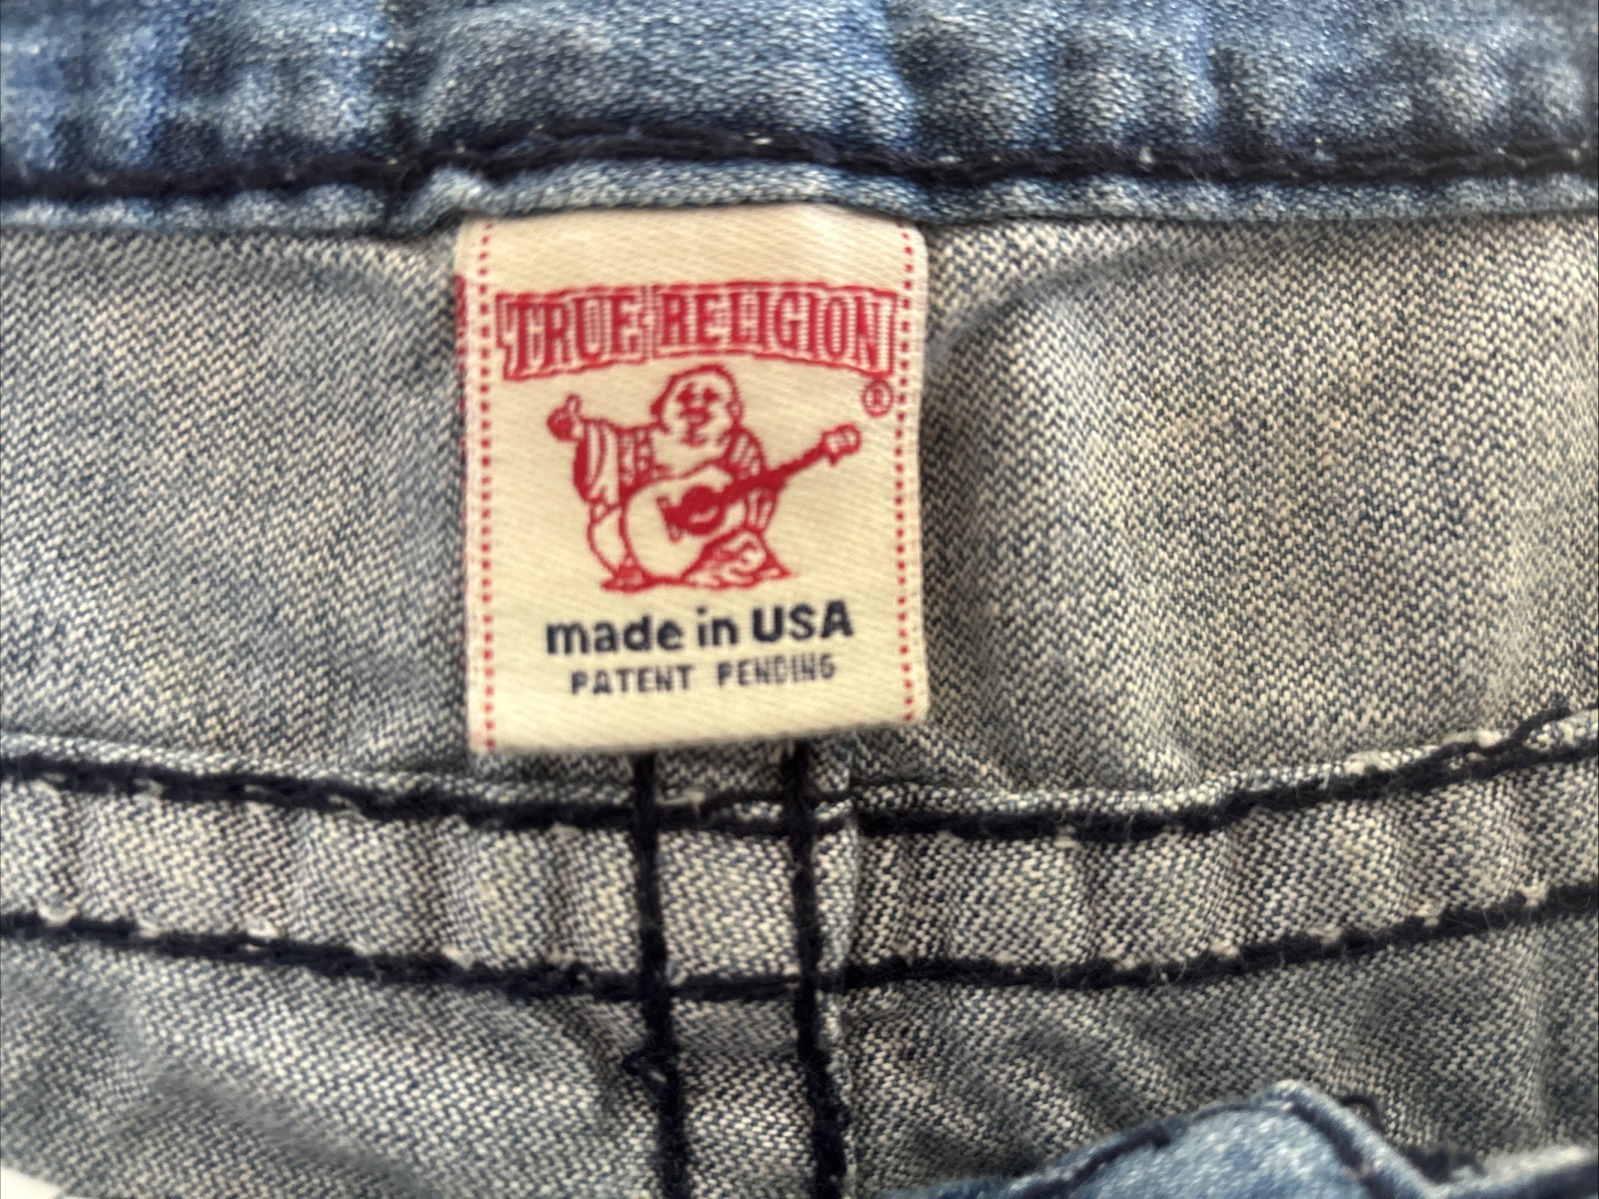 TRUE RELIGION
®
made in USA
PATENT PENDING